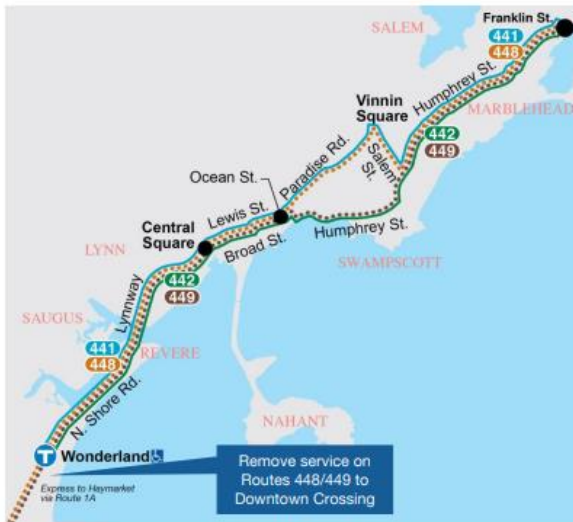 Franklin St.
SALEM
441
448
Humphrey St.
MARBLEHEAD
Vinnin
Square
442
449
Paradise Rd.
Salem
St.
Ocean St.
Lewis St.
Central
Square
Broad St.
Humphrey St.
LYNN
SWAMPSCOTT
442
449
Lynnway
SAUGUS
441
448
REVERE
N. Shore Rd.
NAHANT
T Wonderland
Express to Haymarket
via Route 1A
Remove service on
Routes 448/449 to
Downtown Crossing